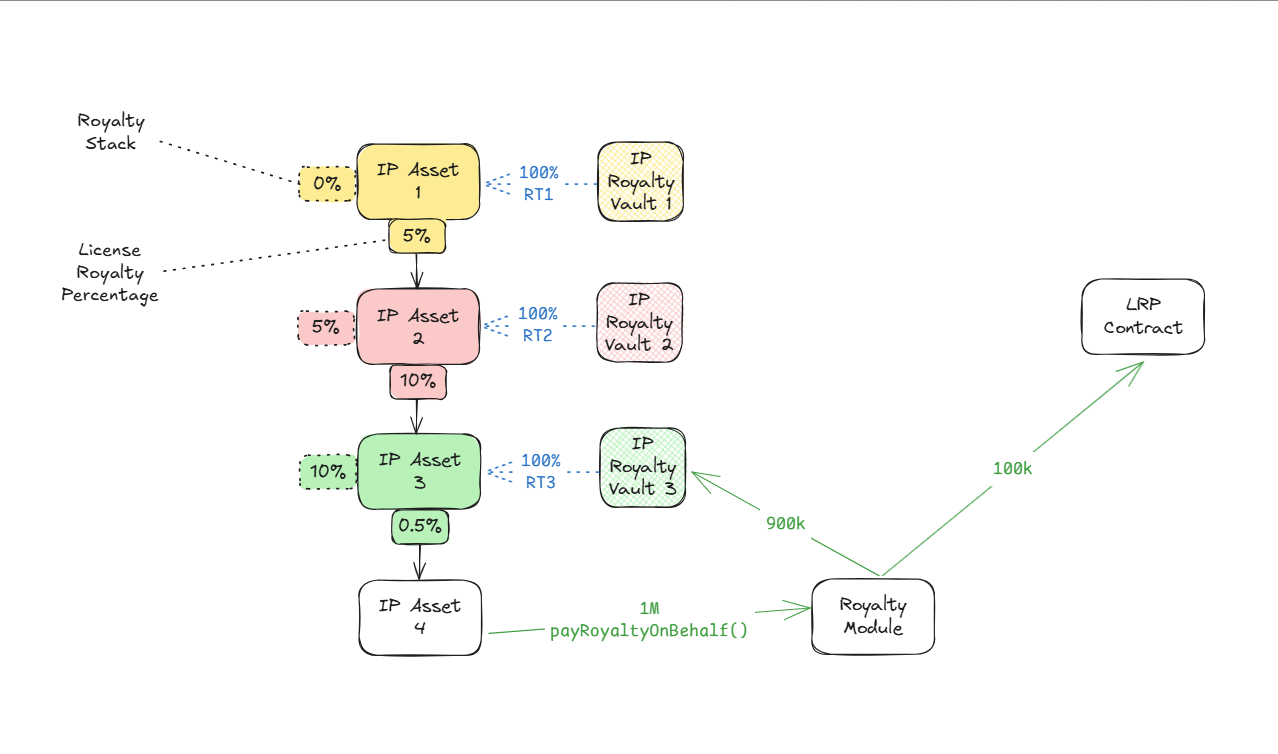 Royalty
Stack
0%
IP Asset
1
5%
100%
RT1
IP
Royalty
Vault 1
License
Royalty
Percentage
5%
IP Asset
2
10%
100%
RT2
IP
Royalty
Vault 2
LRP
Contract
10%
IP Asset
3
0.5%
100%
RT3
IP
Royalty
Vault 3
100k
900k
IP Asset
4
1M
payRoyaltyOnBehalf()
Royalty
Module